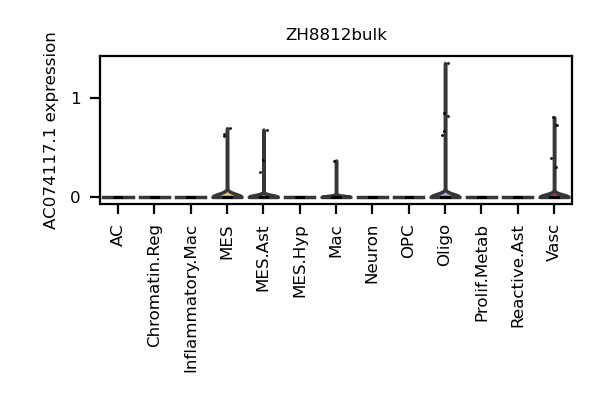 ZH8812bulk
AC074117.1 expression
1
0
AC
Chromatin.Reg
Inflammatory.Mac
MES
MES.Ast
MES.Hyp
Mac
Neuron
OPC
Oligo
Prolif.Metab
Reactive.Ast
Vasc